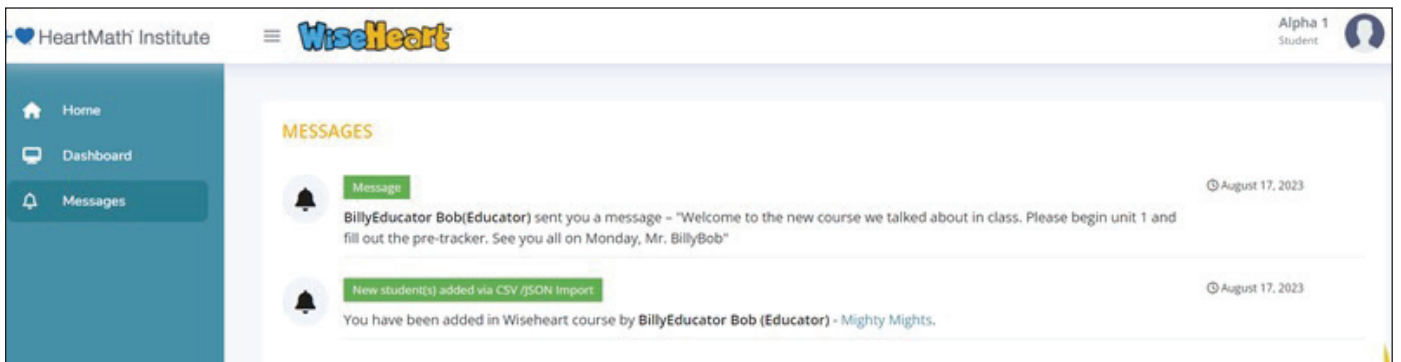 HeartMath Institute
WiseHeart
Alpha 1
Student
Home
Dashboard
Messages
MESSAGES
Message
August 17, 2023
BillyEducator Bob(Educator) sent you a message – "Welcome to the new course we talked about in class. Please begin unit 1 and
fill out the pre-tracker. See you all on Monday, Mr. BillyBob"
New student(s) added via CSV /JSON Import
August 17, 2023
You have been added in Wiseheart course by BillyEducator Bob (Educator) - Mighty Mights.